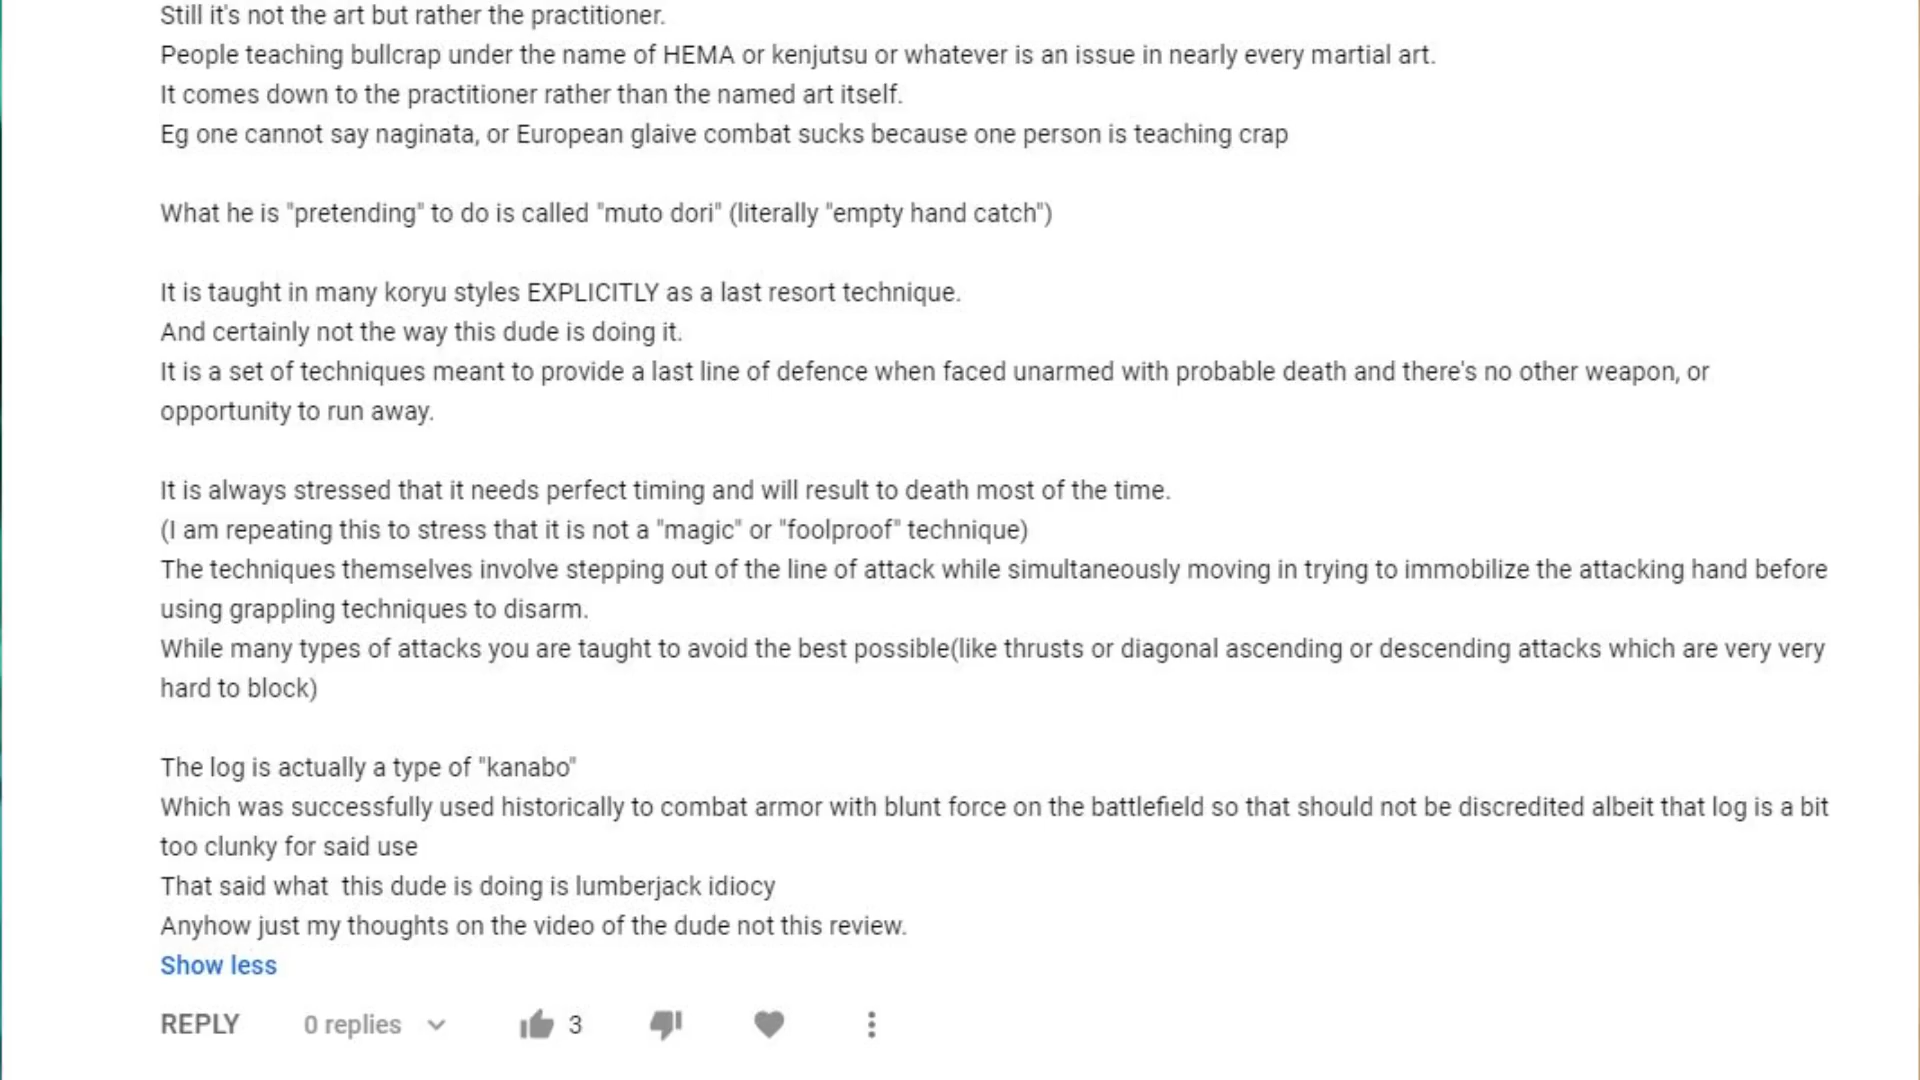 Still it's not the art but rather the practitioner.
People teaching bullcrap under the name of HEMA or kenjutsu or whatever is an issue in nearly every martial art.
It comes down to the practitioner rather than the named art itself.
Eg one cannot say naginata, or European glaive combat sucks because one person is teaching crap
What he is "pretending" to do is called "muto dori" (literally "empty hand catch")
It is taught in many koryu styles EXPLICITLY as a last resort technique.
And certainly not the way this dude is doing it.
It is a set of techniques meant to provide a last line of defence when faced unarmed with probable death and there's no other weapon, or
opportunity to run away.
It is always stressed that it needs perfect timing and will result to death most of the time.
(I am repeating this to stress that it is not a "magic" or "foolproof" technique)
The techniques themselves involve stepping out of the line of attack while simultaneously moving in trying to immobilize the attacking hand before
using grappling techniques to disarm.
While many types of attacks you are taught to avoid the best possible(like thrusts or diagonal ascending or descending attacks which are very very
hard to block)
The log is actually a type of "kanabo"
Which was successfully used historically to combat armor with blunt force on the battlefield so that should not be discredited albeit that log is a bit
too clunky for said use
That said what  this dude is doing is lumberjack idiocy
Anyhow just my thoughts on the video of the dude not this review.
Show less
REPLY 0 replies 3